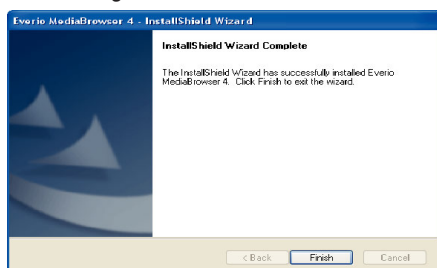 Everio MediaBrowser 4 - InstallShield Wizard
InstallShield Wizard Complete
The InstallShield Wizard has successfully installed Everio
MediaBrowser 4. Click Finish to exit the wizard.
< Back Finish Cancel